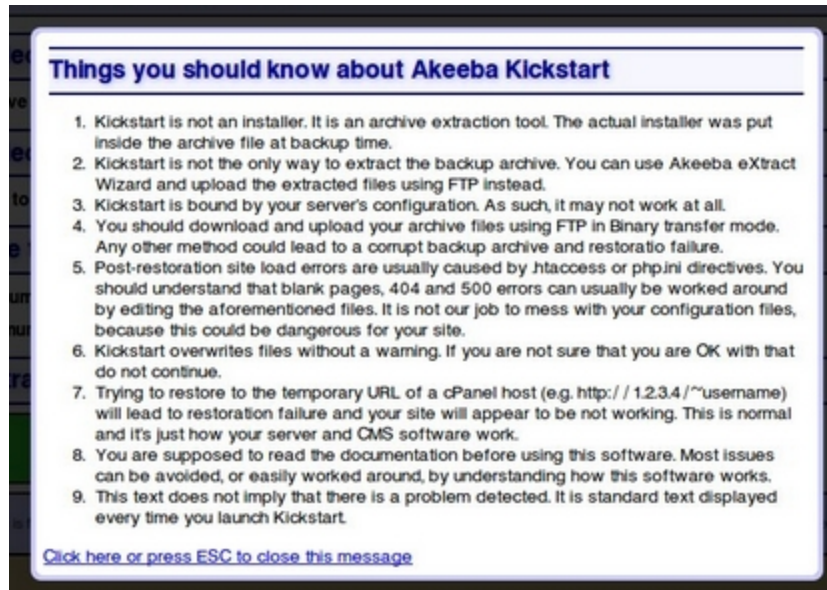 Things you should know about Akeeba Kickstart
1. Kickstart is not an installer. It is an archive extraction tool. The actual installer was put
inside the archive file at backup time.
2. Kickstart is not the only way to extract the backup archive. You can use Akeeba eXtract
Wizard and upload the extracted files using FTP instead.
3. Kickstart is bound by your server's configuration. As such, it may not work at all.
4. You should download and upload your archive files using FTP in Binary transfer mode.
Any other method could lead to a corrupt backup archive and restoratio failure.
5. Post-restoration site load errors are usually caused by .htaccess or php.ini directives. You
should understand that blank pages, 404 and 500 errors can usually be worked around
by editing the aforementioned files. It is not our job to mess with your configuration files,
because this could be dangerous for your site.
6. Kickstart overwrites files without a warning. If you are not sure that you are OK with that
do not continue.
7. Trying to restore to the temporary URL of a cPanel host (e.g. http://1.2.3.4/~username)
will lead to restoration failure and your site will appear to be not working. This is normal
and it's just how your server and CMS software work.
8. You are supposed to read the documentation before using this software. Most issues
can be avoided, or easily worked around, by understanding how this software works.
9. This text does not imply that there is a problem detected. It is standard text displayed
every time you launch Kickstart.
Click here or press ESC to close this message